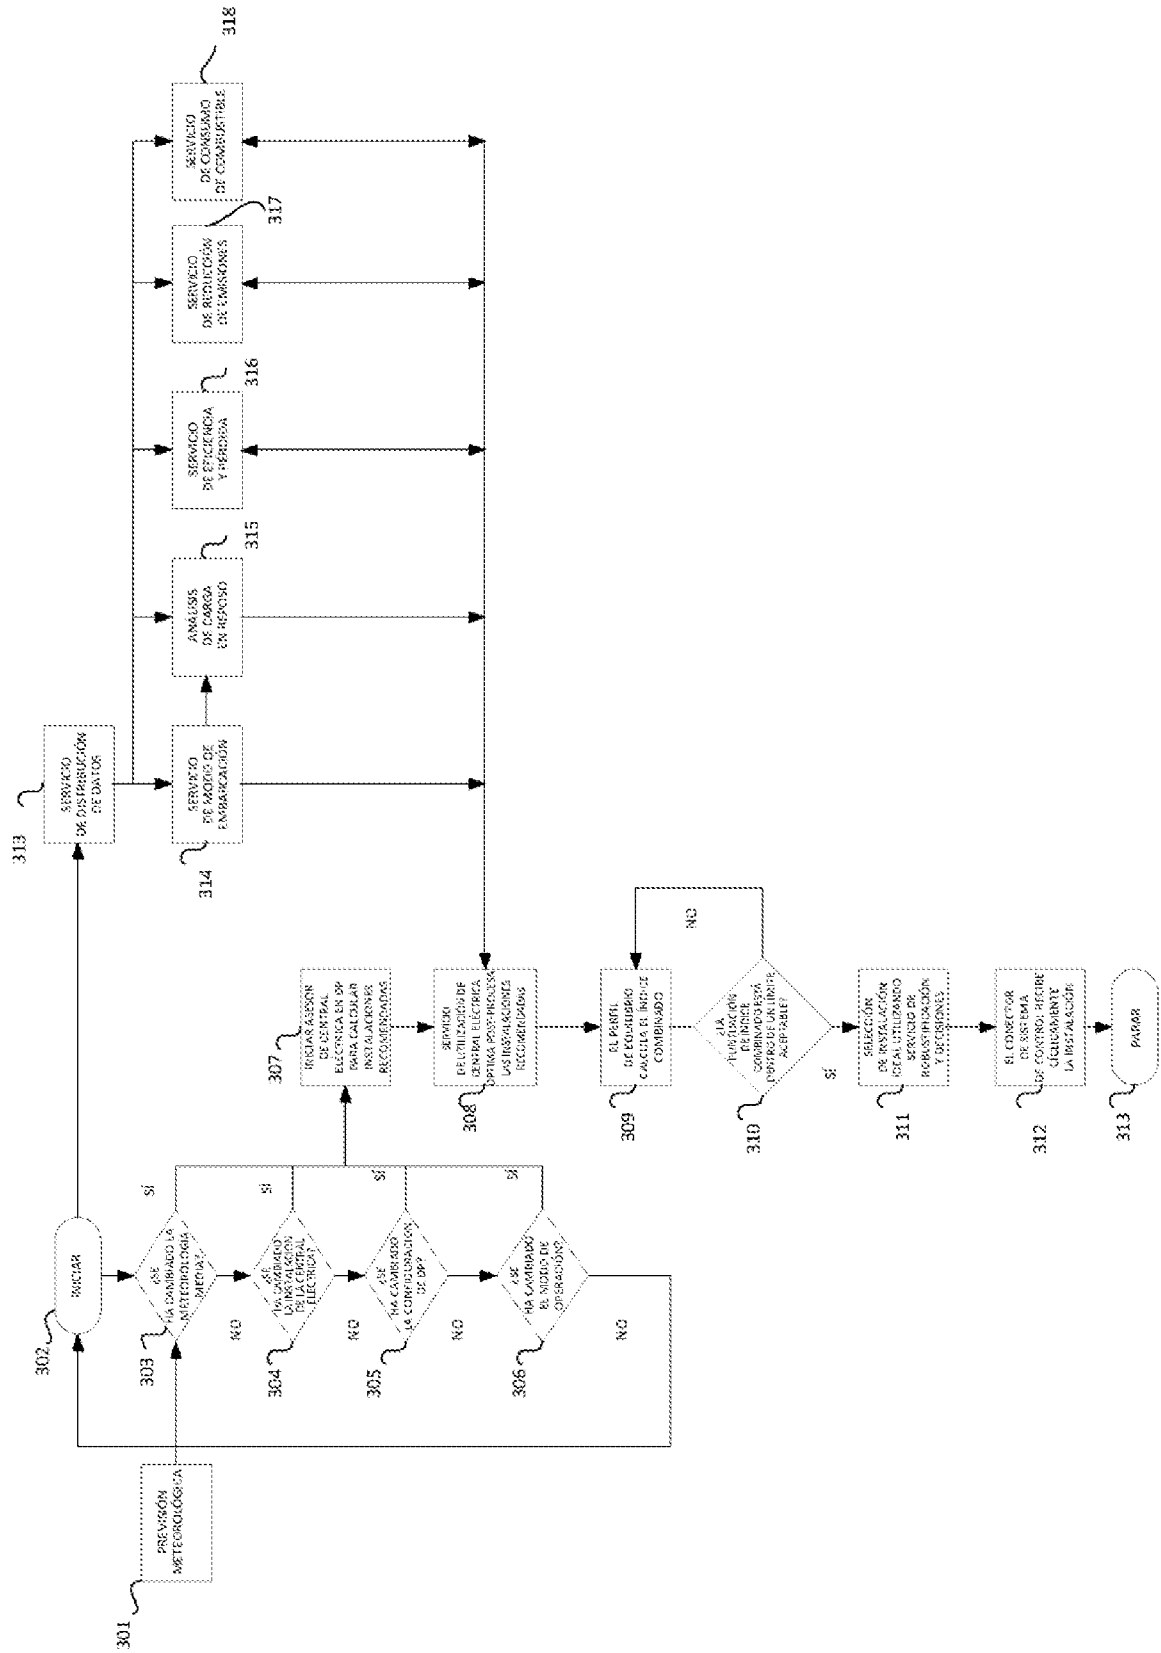 301
PREVISIÓN
METEOROLÓGICA
302
INICIAR
303
¿SE
HA CAMBIADO LA
METEOROLOGÍA
MEDIA?
SÍ
NO
304
¿SE
HA CAMBIADO
LA INSTALACIÓN
DE LA CENTRAL
ELÉCTRICA?
SÍ
NO
305
¿SE
HA CAMBIADO
LA CONFIGURACIÓN
DE DP?
SÍ
NO
306
¿SE
HA CAMBIADO
EL MODO DE
OPERACIÓN?
SÍ
NO
307
INICIAR ASESOR
DE CENTRAL
ELÉCTRICA EN DP
PARA CALCULAR
INSTALACIONES
RECOMENDADAS
308
SERVICIO
DE UTILIZACIÓN DE
CENTRAL ELÉCTRICA
ÓPTIMA POST-PROCESA
LAS INSTALACIONES
RECOMENDADAS
309
EL PERFIL
DE EQUILIBRIO
CALCULA EL ÍNDICE
COMBINADO
310
¿LA
PUNTUACIÓN
DE ÍNDICE
COMBINADO ESTÁ
DENTRO DE UN LÍMITE
ACEPTABLE?
NO
SÍ
311
SELECCIÓN
DE INSTALACIÓN
IDEAL UTILIZANDO
SERVICIO DE
ROBUSTIFICACIÓN
Y DECISIONES
312
EL CONECTOR
DE SISTEMA
DE CONTROL RECIBE
CÍCLICAMENTE
LA INSTALACIÓN
313
PARAR
313
SERVICIO
DE DISTRIBUCIÓN
DE DATOS
314
SERVICIO
DE MODO DE
EMBARCACIÓN
315
ANÁLISIS
DE CARGA
EN REPOSO
316
SERVICIO
DE EFICIENCIA
Y PÉRDIDA
317
SERVICIO
DE REDUCCIÓN
DE EMISIONES
318
SERVICIO
DE CONSUMO
DE COMBUSTIBLE